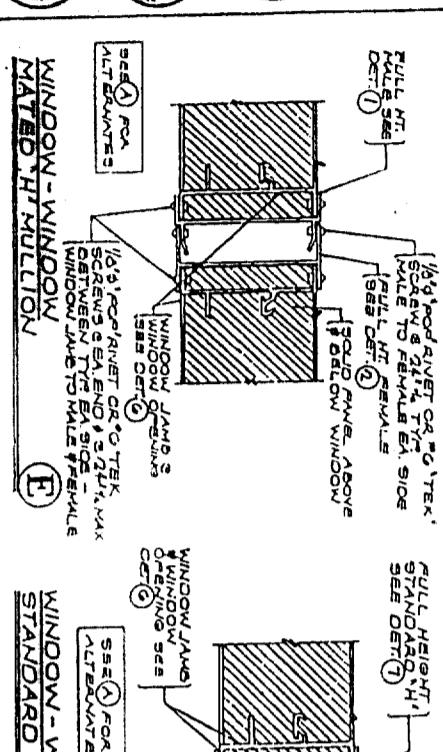 FULL HT.
MALE SEE
DET. 1
1/8"φ 'POP' RIVET OR #6 'TEK'
SCREW @ 24" ¢ TYP
MALE TO FEMALE EA. SIDE
FULL HT. FEMALE
SEE DET. 2
SOLID PANEL ABOVE
& BELOW WINDOW
SEE A FOR
ALTERNATES
WINDOW JAMB @
WINDOW OPENING
SEE DET. 6
1/8"φ 'POP' RIVET OR #6 TEK
SCREWS @ EA. END & @ 24" ¢ MAX
BETWEEN TYP EA. SIDE -
WINDOW JAMB TO MALE & FEMALE
WINDOW - WINDOW
MATED 'H' MULLION
E
FULL HEIGHT
STANDARD 'H'
SEE DET. 7
WINDOW JAMB
@ WINDOW
OPENING SEE
DET. 6
SEE A FOR
ALTERNATE
WINDOW - W
STANDARD